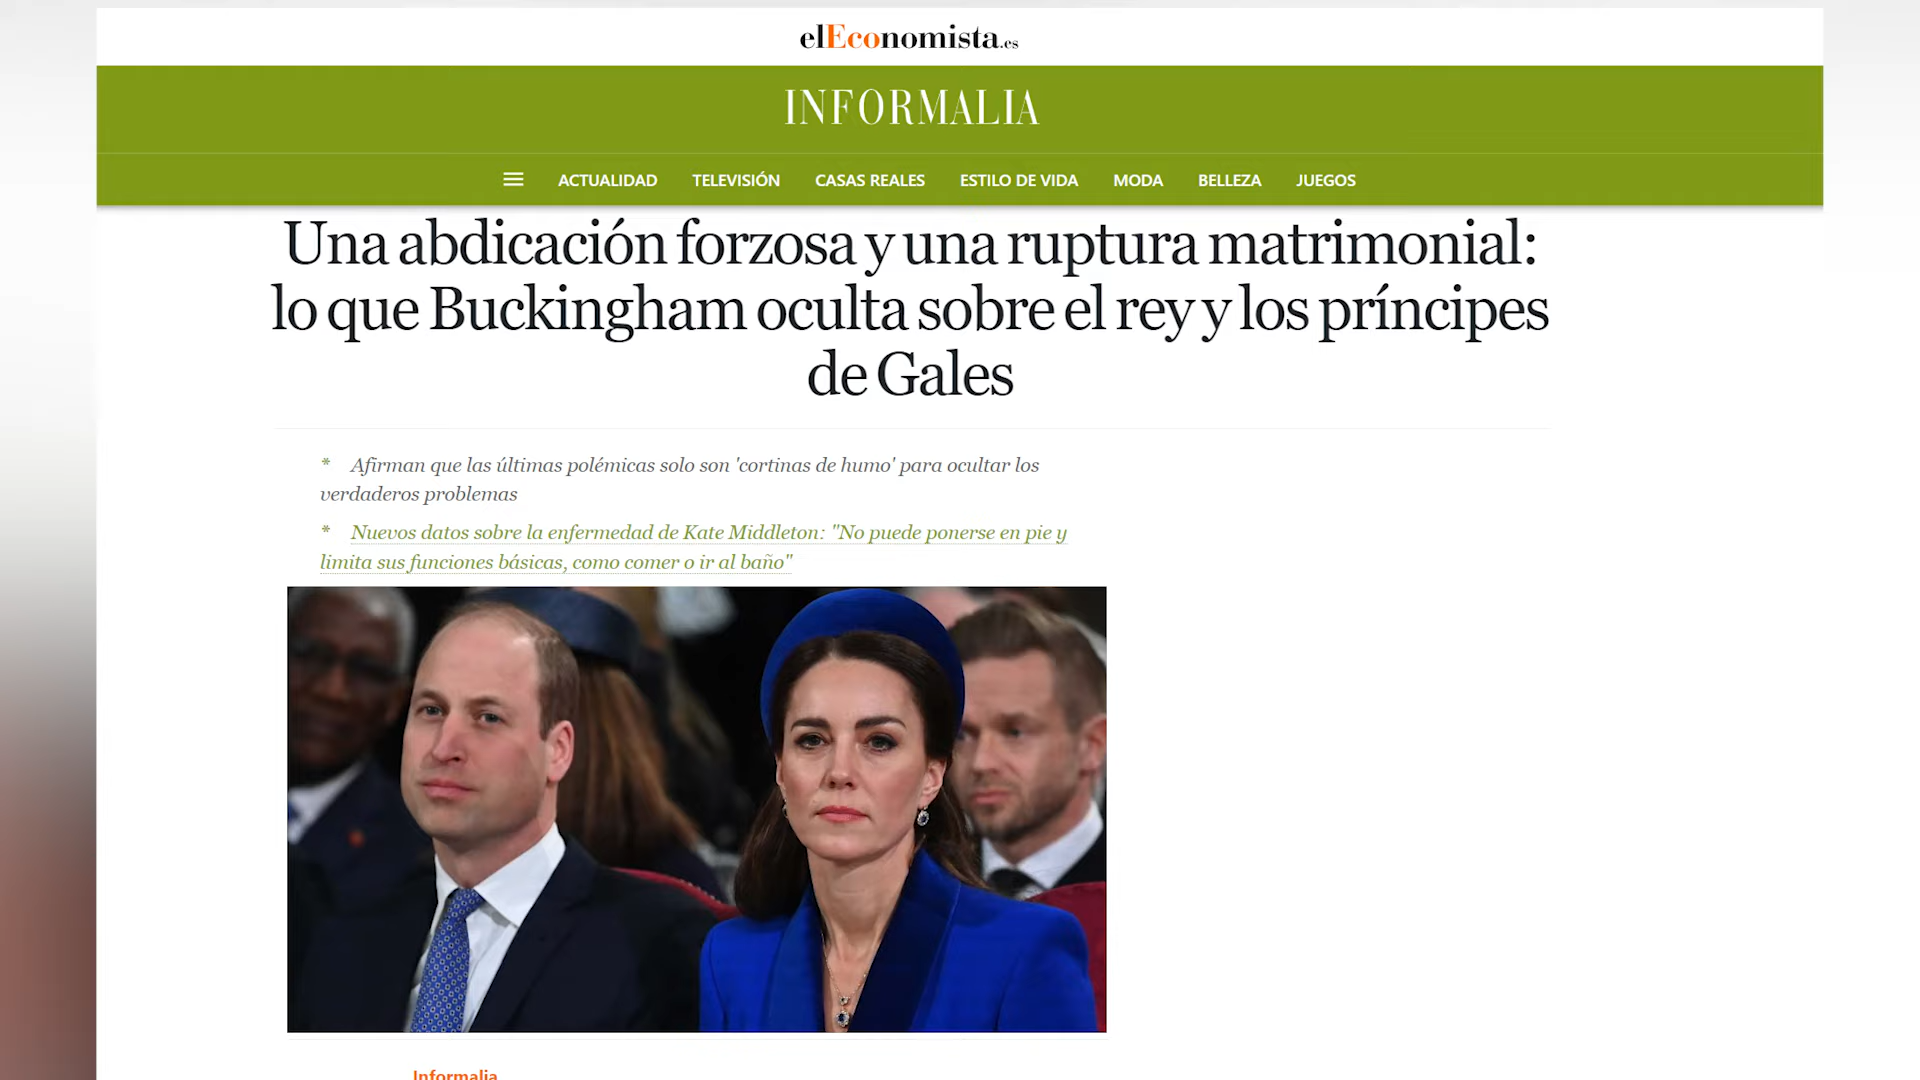 elEconomista.es
INFORMALIA
ACTUALIDAD TELEVISIÓN CASAS REALES ESTILO DE VIDA MODA BELLEZA JUEGOS
Una abdicación forzosa y una ruptura matrimonial:
lo que Buckingham oculta sobre el rey y los príncipes
de Gales
* Afirman que las últimas polémicas solo son 'cortinas de humo' para ocultar los
verdaderos problemas
* Nuevos datos sobre la enfermedad de Kate Middleton: "No puede ponerse en pie y
limita sus funciones básicas, como comer o ir al baño"
Informalia